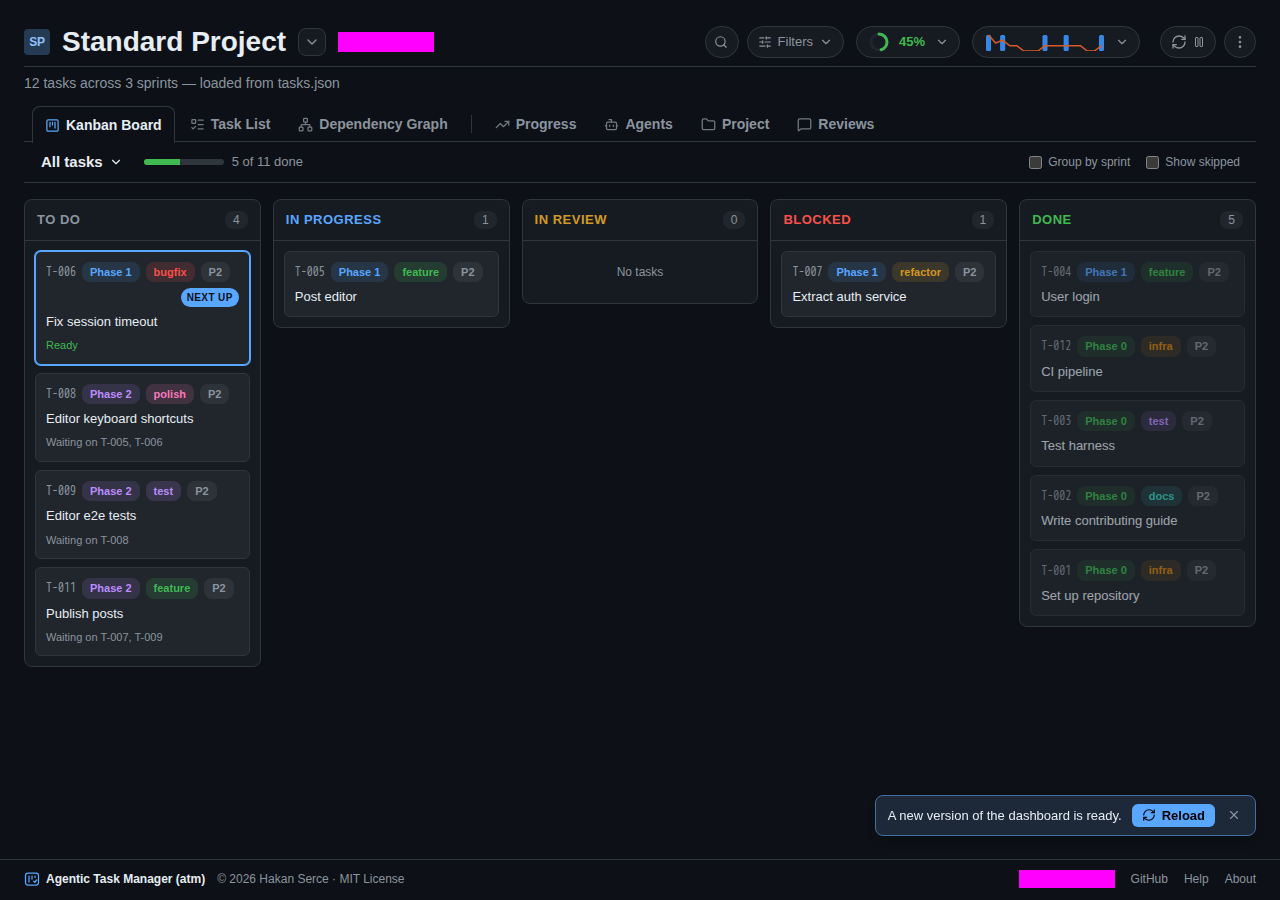 SP Standard Project Filters 45%
12 tasks across 3 sprints — loaded from tasks.json
Kanban Board Task List Dependency Graph Progress Agents Project Reviews
All tasks 5 of 11 done Group by sprint Show skipped
TO DO 4
T-006 Phase 1 bugfix P2
NEXT UP
Fix session timeout
Ready
T-008 Phase 2 polish P2
Editor keyboard shortcuts
Waiting on T-005, T-006
T-009 Phase 2 test P2
Editor e2e tests
Waiting on T-008
T-011 Phase 2 feature P2
Publish posts
Waiting on T-007, T-009
IN PROGRESS 1
T-005 Phase 1 feature P2
Post editor
IN REVIEW 0
No tasks
BLOCKED 1
T-007 Phase 1 refactor P2
Extract auth service
DONE 5
T-004 Phase 1 feature P2
User login
T-012 Phase 0 infra P2
CI pipeline
T-003 Phase 0 test P2
Test harness
T-002 Phase 0 docs P2
Write contributing guide
T-001 Phase 0 infra P2
Set up repository
A new version of the dashboard is ready. Reload
Agentic Task Manager (atm) © 2026 Hakan Serce · MIT License GitHub Help About